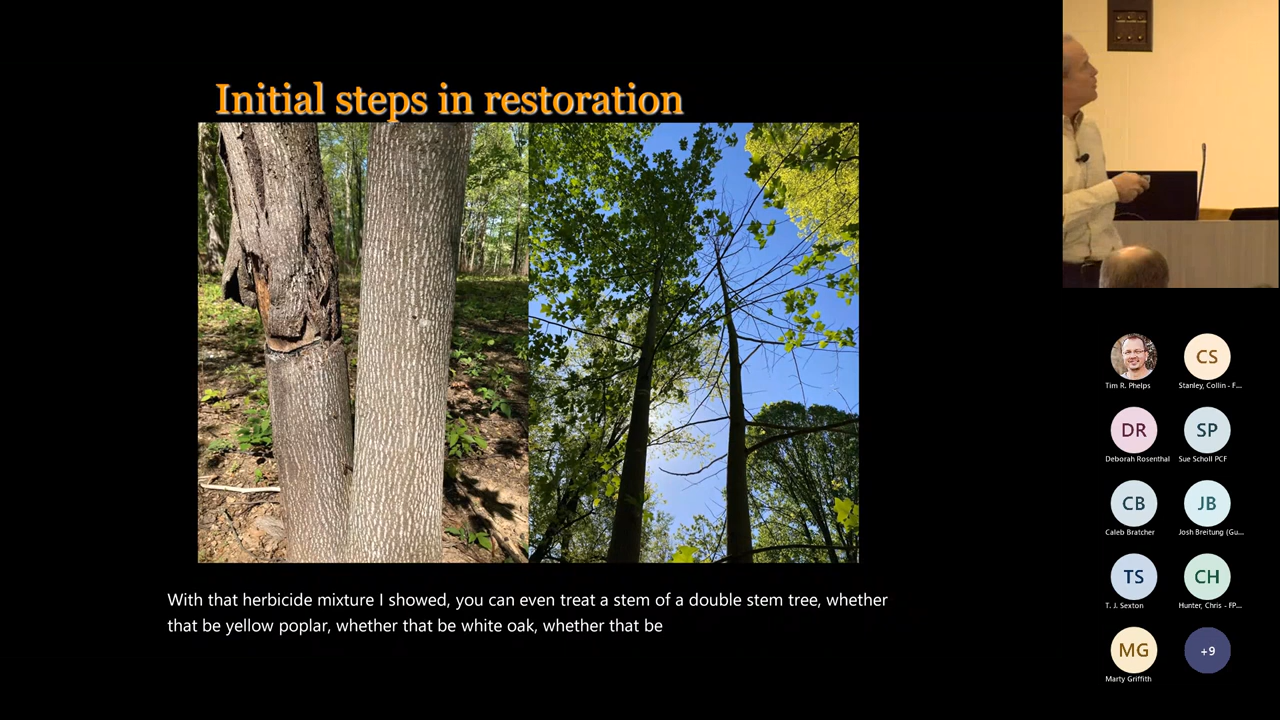 Initial steps in restoration
With that herbicide mixture I showed, you can even treat a stem of a double stem tree, whether
that be yellow poplar, whether that be white oak, whether that be
Tim R. Phelps
CS
Stanley, Collin - F...
DR
Deborah Rosenthal
SP
Sue Scholl PCF
CB
Caleb Bratcher
JB
Josh Breitung (Gu...
TS
T. J. Sexton
CH
Hunter, Chris - FP...
MG
Marty Griffith
+9